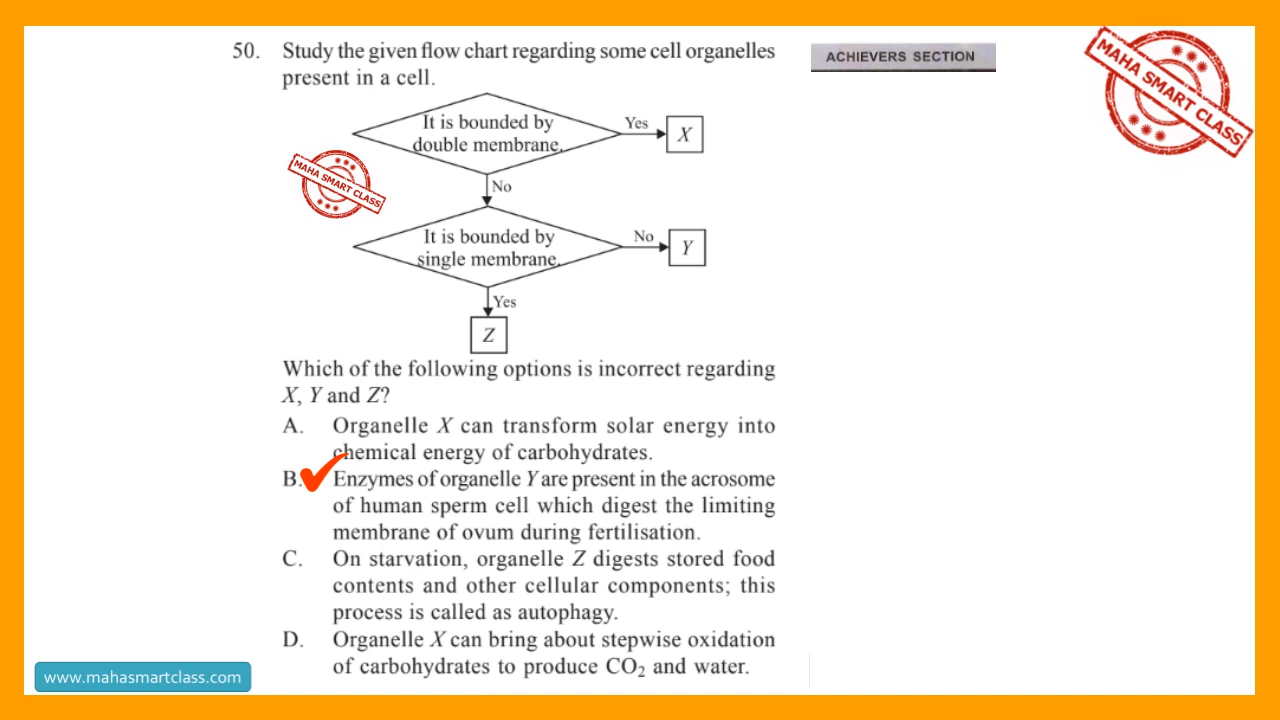 50. Study the given flow chart regarding some cell organelles
present in a cell.
ACHIEVERS SECTION
MAHA SMART CLASS
It is bounded by
double membrane.
Yes
X
MAHA SMART CLASS
No
It is bounded by
single membrane.
No
Y
Yes
Z
Which of the following options is incorrect regarding
X, Y and Z?
A. Organelle X can transform solar energy into
chemical energy of carbohydrates.
B. Enzymes of organelle Y are present in the acrosome
of human sperm cell which digest the limiting
membrane of ovum during fertilisation.
C. On starvation, organelle Z digests stored food
contents and other cellular components; this
process is called as autophagy.
D. Organelle X can bring about stepwise oxidation
of carbohydrates to produce CO₂ and water.
www.mahasmartclass.com